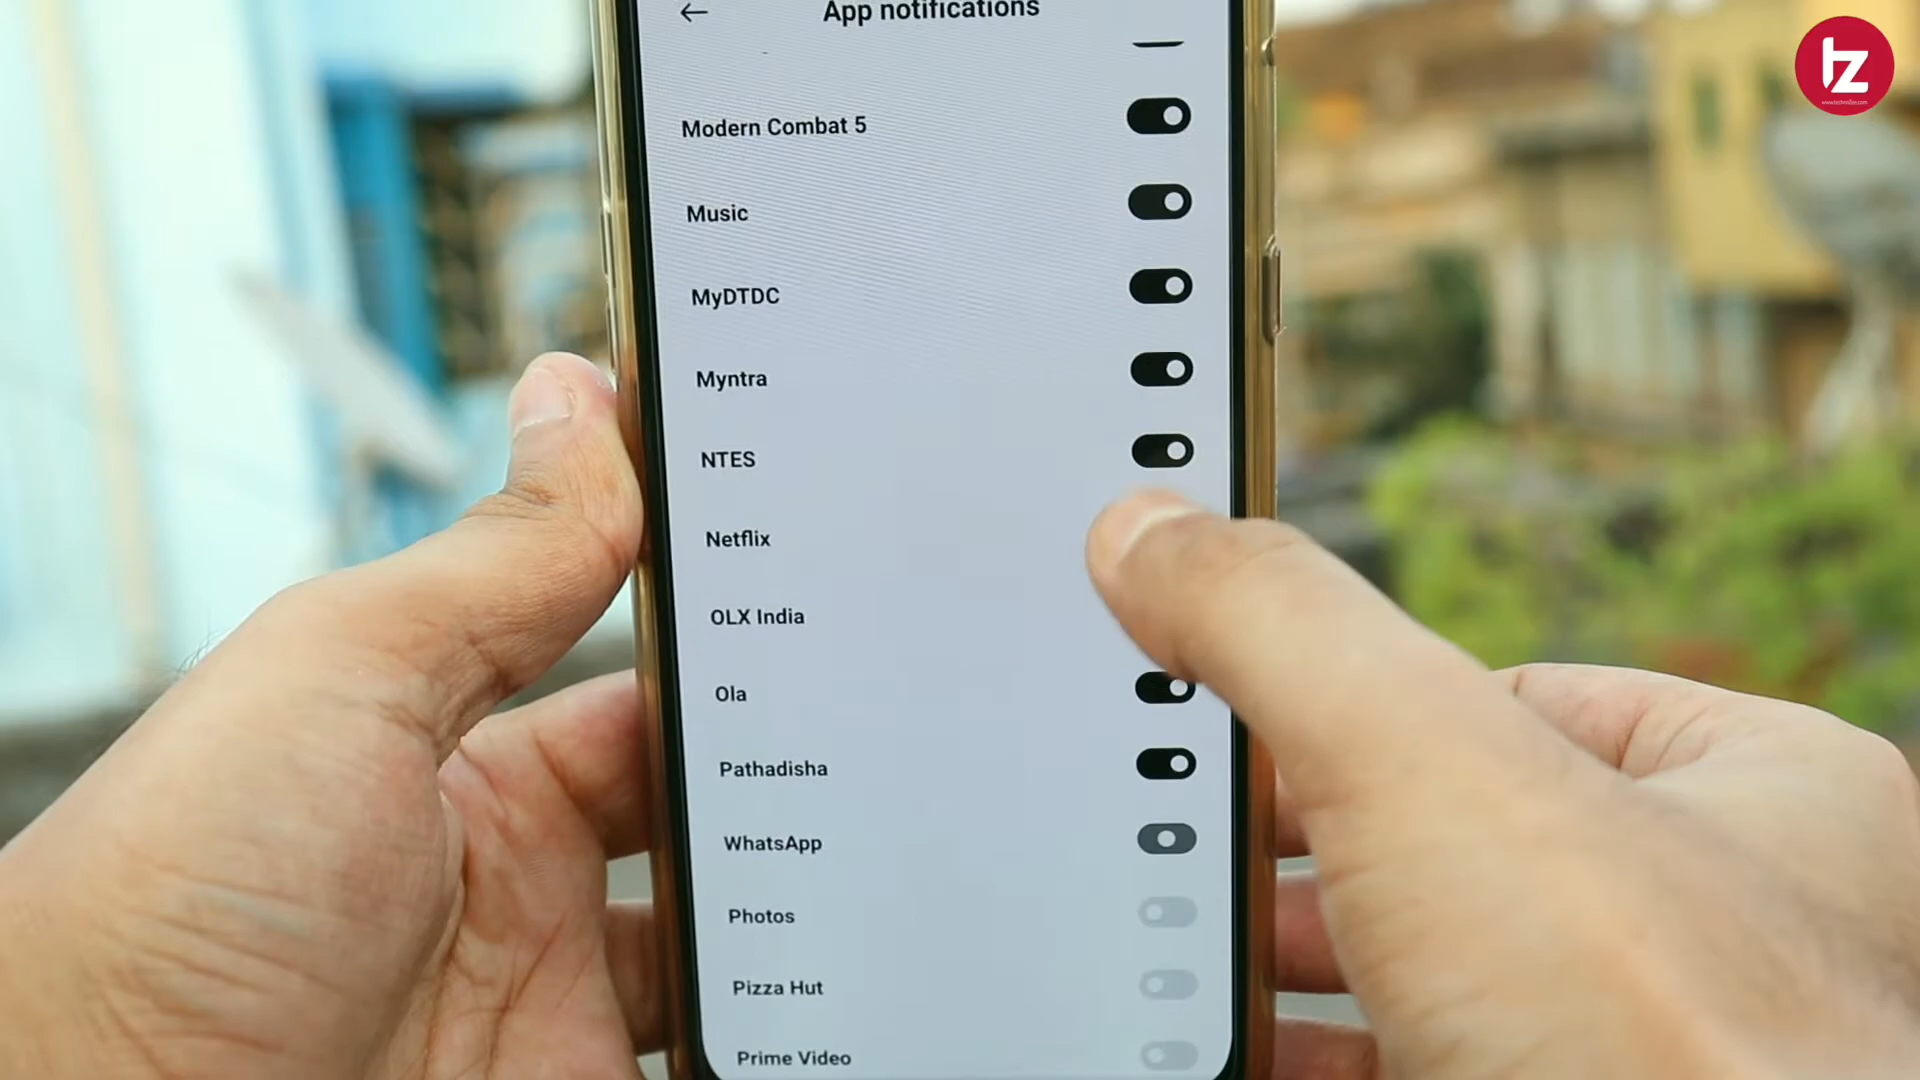 App notifications
Modern Combat 5
Music
MyDTDC
Myntra
NTES
Netflix
OLX India
Ola
Pathadisha
WhatsApp
Photos
Pizza Hut
Prime Video
tz